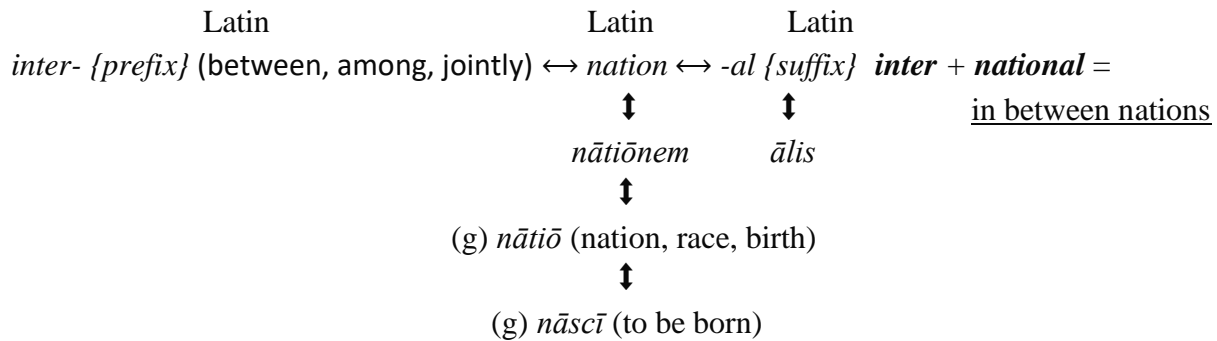 Latin Latin Latin
inter- {prefix} (between, among, jointly) ↔ nation ↔ -al {suffix} inter + national =
⬍ ⬍ in between nations
nātiōnem ālis
⬍
(g) nātiō (nation, race, birth)
⬍
(g) nāscī (to be born)